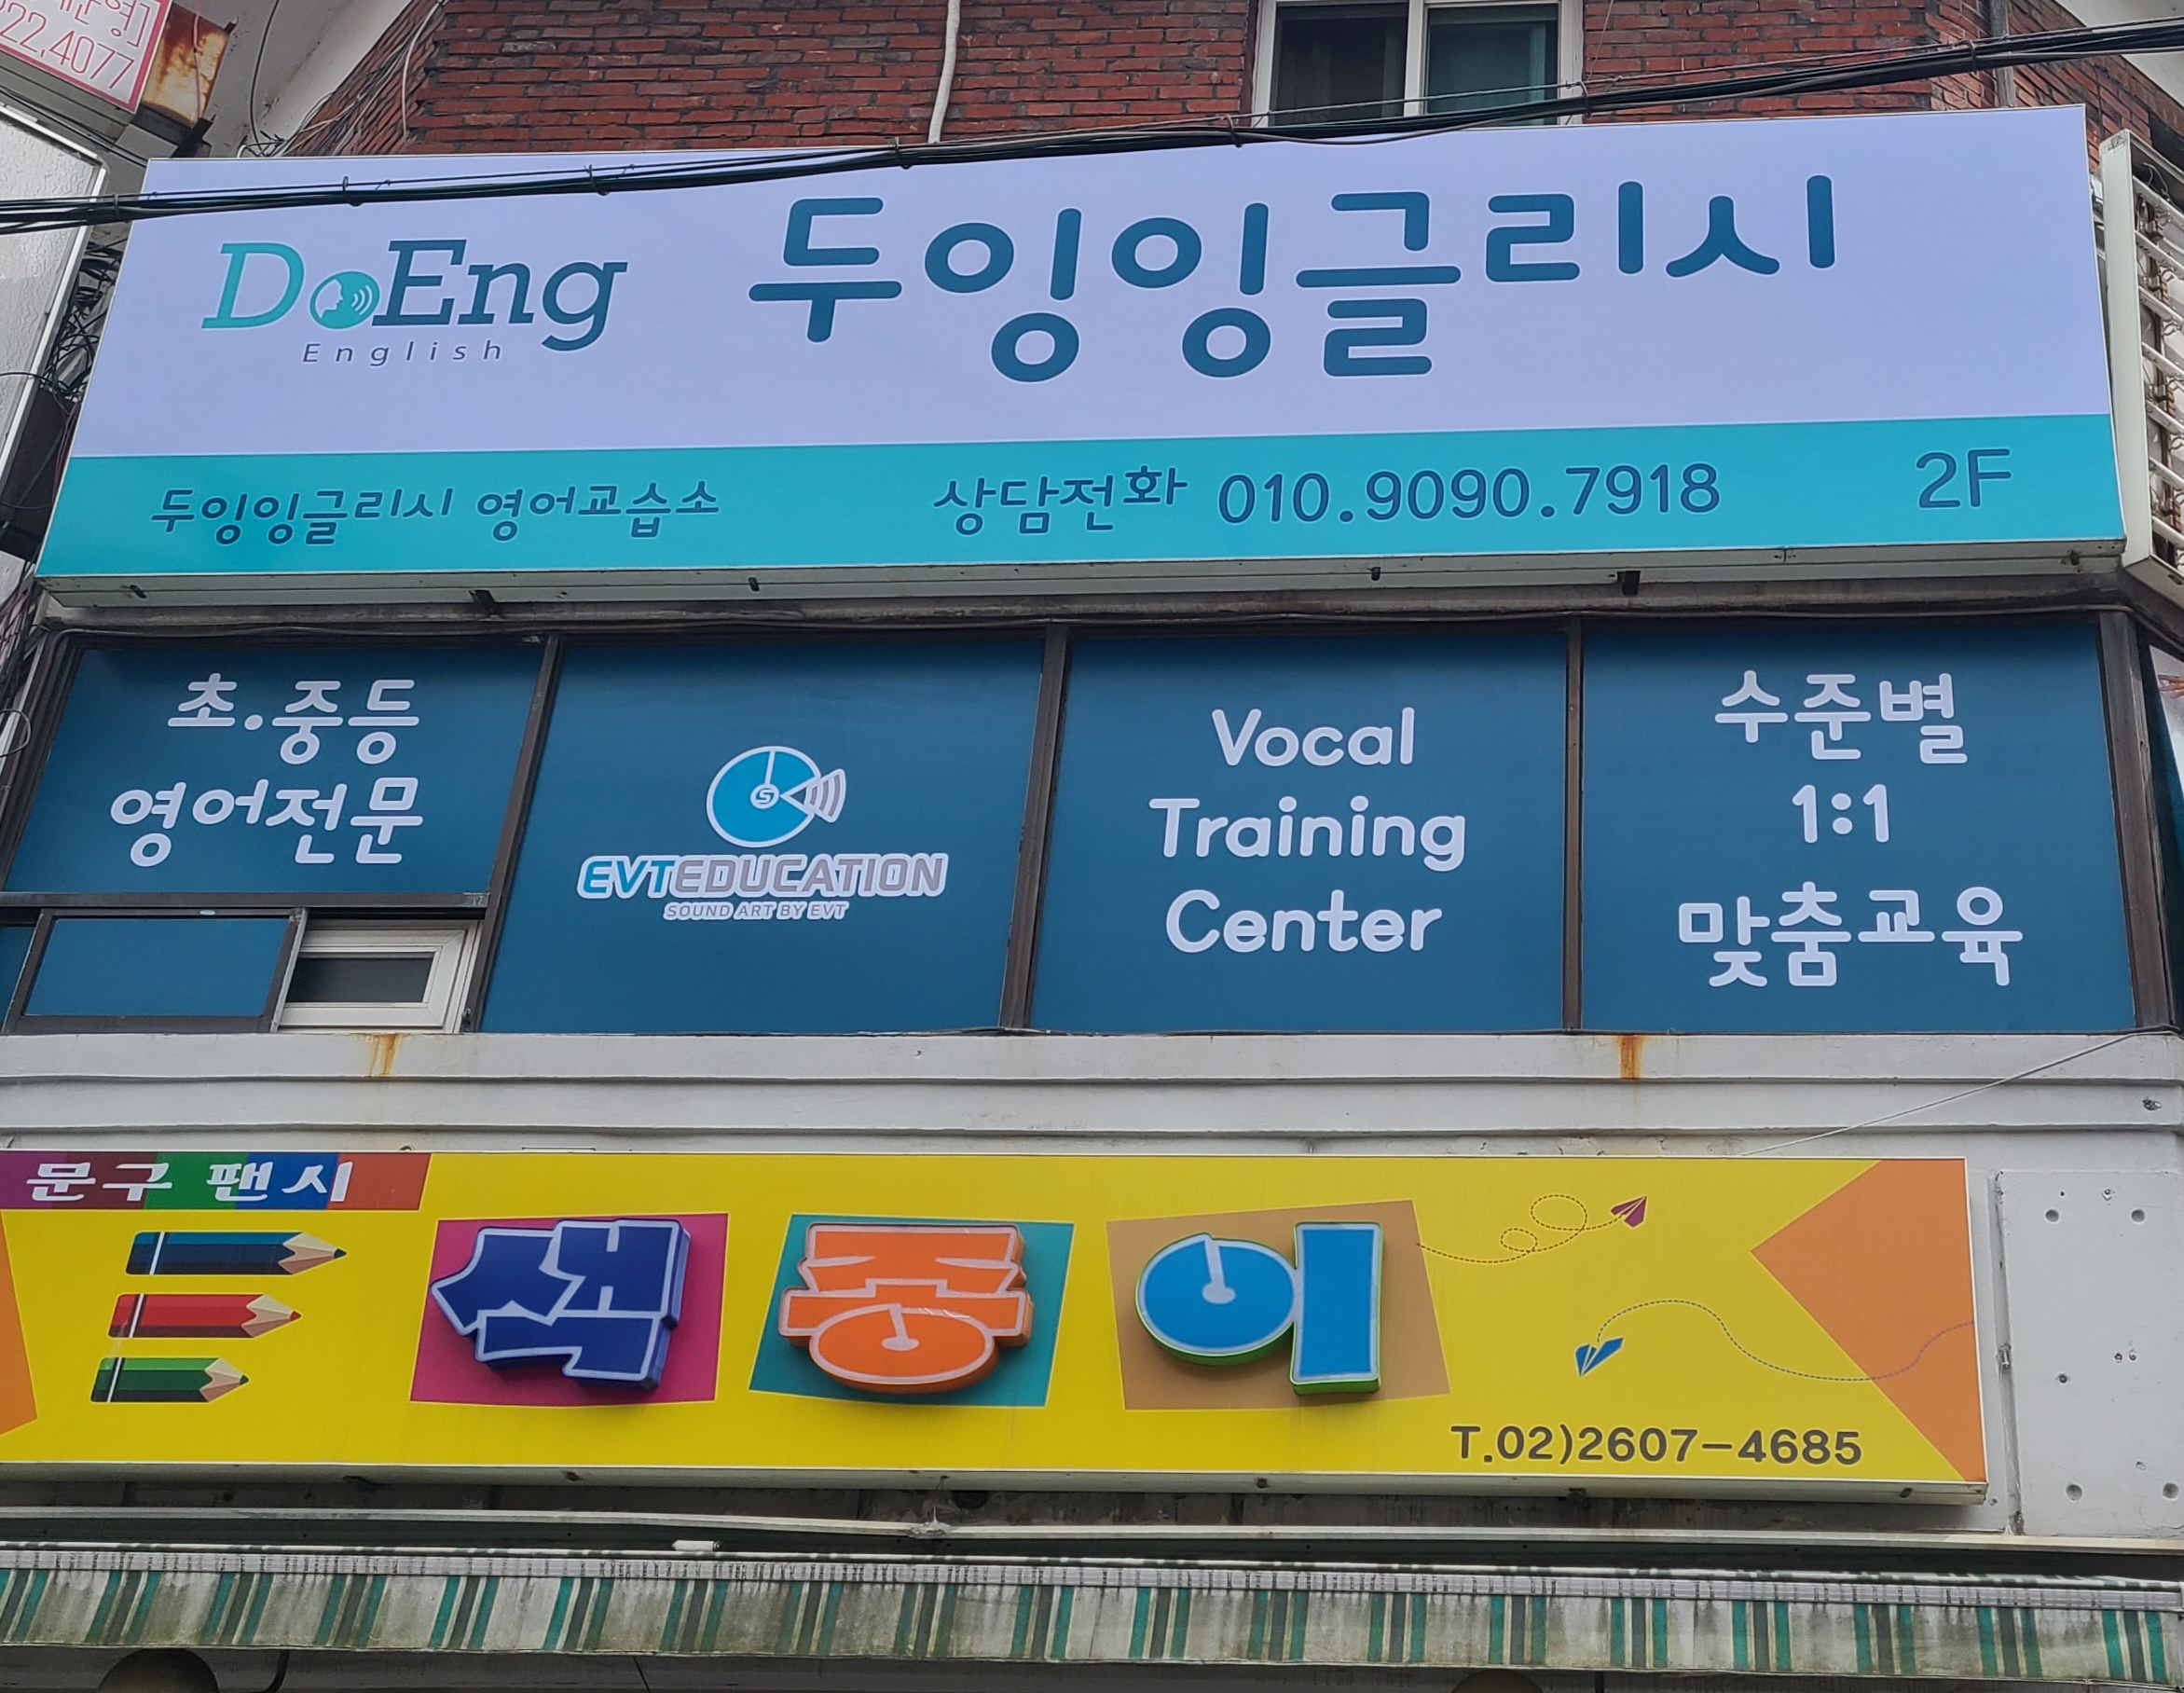 22.4077
DoEng
English
두잉잉글리시
두잉잉글리시 영어교습소 상담전화 010.9090.7918 2F
초.중등
영어전문
S
EVTEDUCATION
SOUND ART BY EVT
Vocal
Training
Center
수준별
1:1
맞춤교육
문구 팬시
색종이
T.02)2607-4685